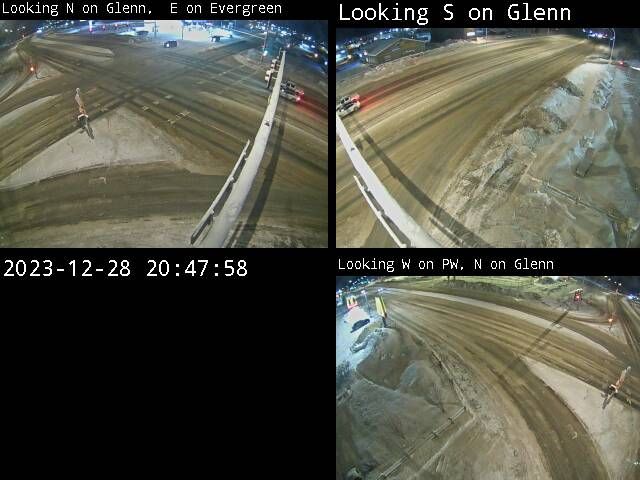 Looking N on Glenn,  E on Evergreen
Looking S on Glenn
2023-12-28 20:47:58
Looking W on PW, N on Glenn